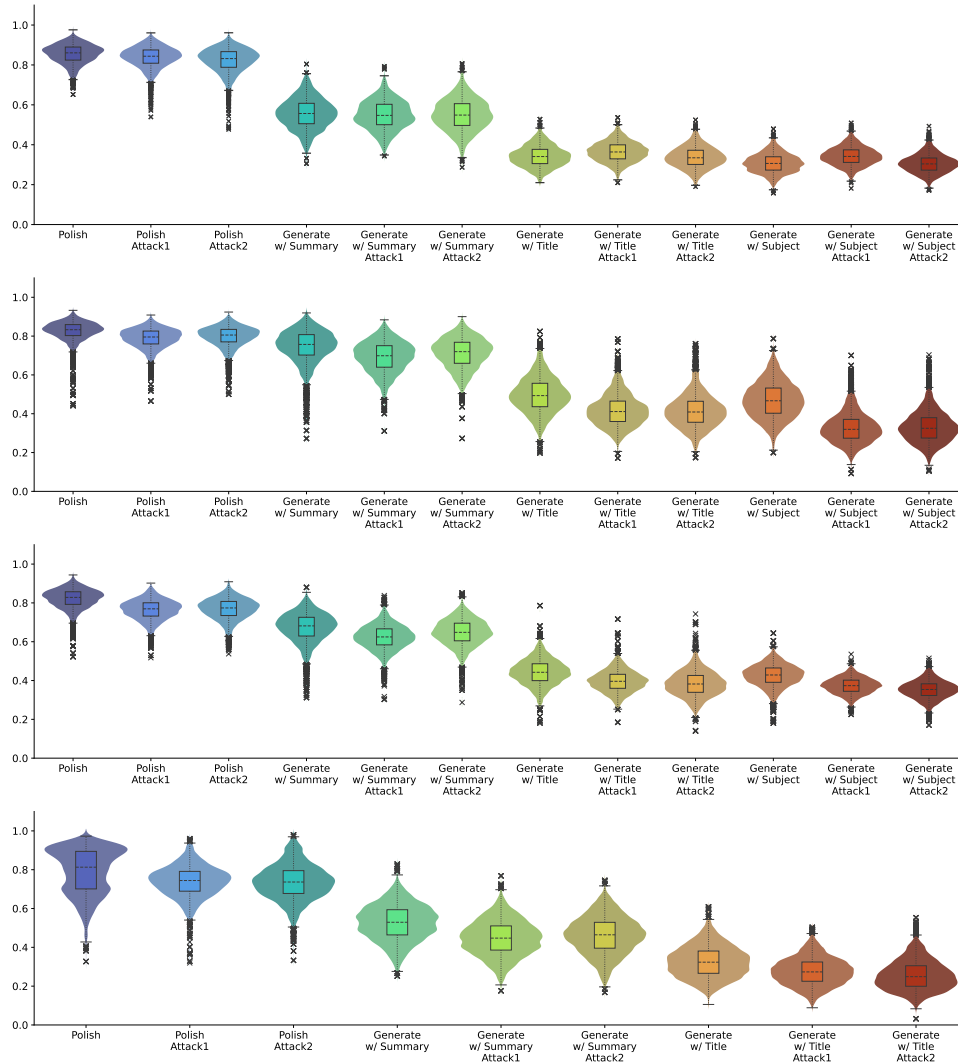 1.0
0.8
0.6
0.4
0.2
0.0
Polish
Polish
Attack1
Polish
Attack2
Generate
w/ Summary
Generate
w/ Summary
Attack1
Generate
w/ Summary
Attack2
Generate
w/ Title
Generate
w/ Title
Attack1
Generate
w/ Title
Attack2
Generate
w/ Subject
Generate
w/ Subject
Attack1
Generate
w/ Subject
Attack2
1.0
0.8
0.6
0.4
0.2
0.0
Polish
Polish
Attack1
Polish
Attack2
Generate
w/ Summary
Generate
w/ Summary
Attack1
Generate
w/ Summary
Attack2
Generate
w/ Title
Generate
w/ Title
Attack1
Generate
w/ Title
Attack2
Generate
w/ Subject
Generate
w/ Subject
Attack1
Generate
w/ Subject
Attack2
1.0
0.8
0.6
0.4
0.2
0.0
Polish
Polish
Attack1
Polish
Attack2
Generate
w/ Summary
Generate
w/ Summary
Attack1
Generate
w/ Summary
Attack2
Generate
w/ Title
Generate
w/ Title
Attack1
Generate
w/ Title
Attack2
Generate
w/ Subject
Generate
w/ Subject
Attack1
Generate
w/ Subject
Attack2
1.0
0.8
0.6
0.4
0.2
0.0
Polish
Polish
Attack1
Polish
Attack2
Generate
w/ Summary
Generate
w/ Summary
Attack1
Generate
w/ Summary
Attack2
Generate
w/ Title
Generate
w/ Title
Attack1
Generate
w/ Title
Attack2